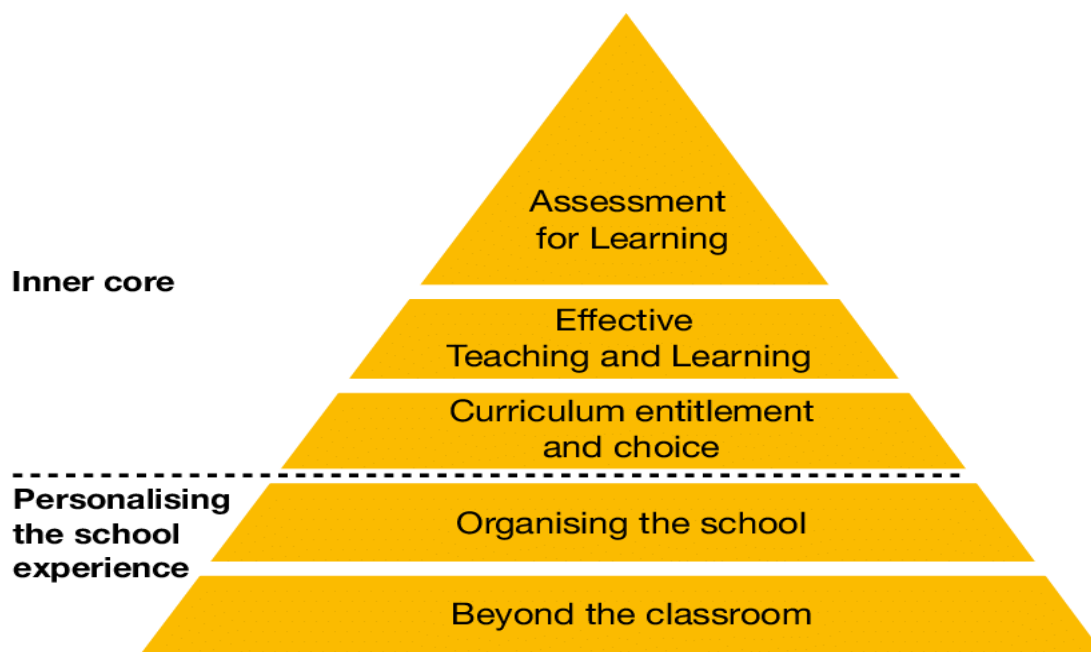 Assessment
for Learning
Inner core
Effective
Teaching and Learning
Curriculum entitlement
and choice
Personalising
the school
experience
Organising the school
Beyond the classroom